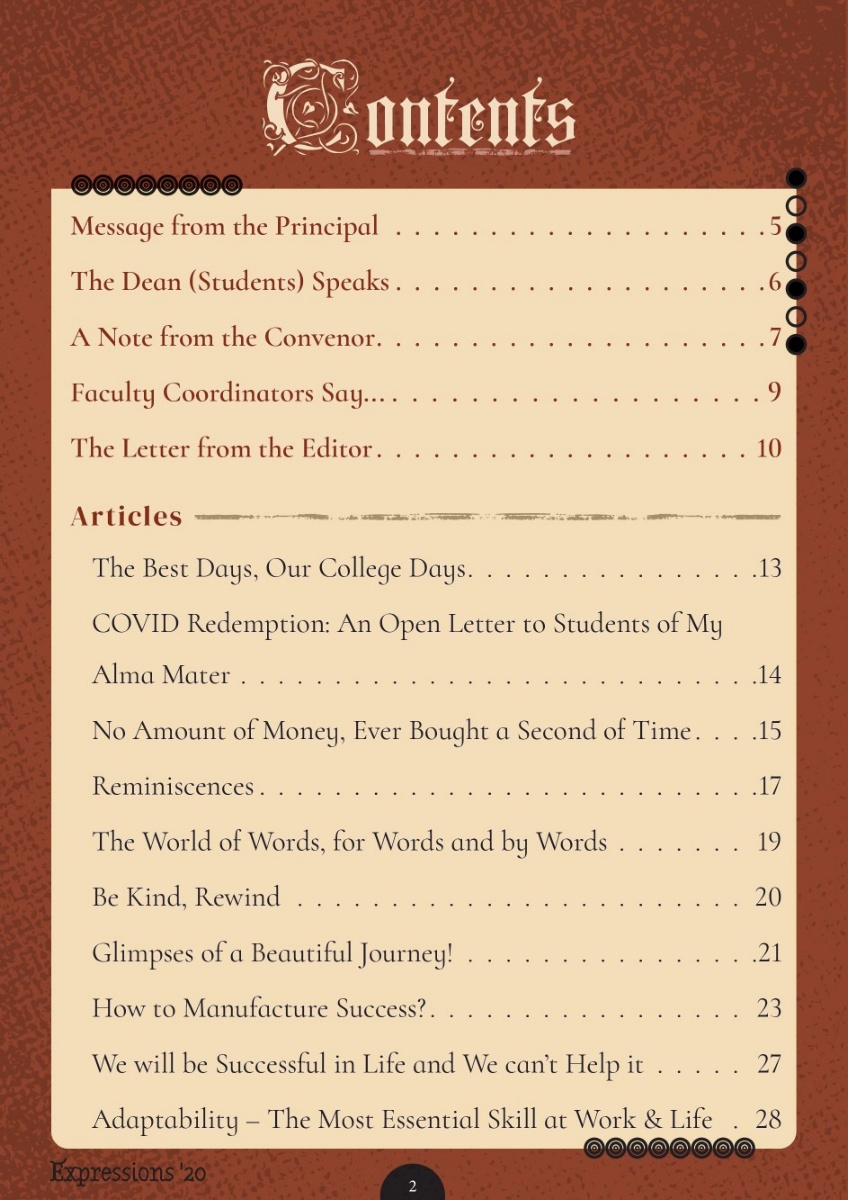 Contents
Message from the Principal . . . . . . . . . . . . . . . . . . . . 5
The Dean (Students) Speaks . . . . . . . . . . . . . . . . . . . 6
A Note from the Convenor. . . . . . . . . . . . . . . . . . . . . 7
Faculty Coordinators Say... . . . . . . . . . . . . . . . . . . . . 9
The Letter from the Editor . . . . . . . . . . . . . . . . . . . . 10
Articles
The Best Days, Our College Days. . . . . . . . . . . . . . . .13
COVID Redemption: An Open Letter to Students of My
Alma Mater . . . . . . . . . . . . . . . . . . . . . . . . . . . .14
No Amount of Money, Ever Bought a Second of Time. . . .15
Reminiscences . . . . . . . . . . . . . . . . . . . . . . . . . . .17
The World of Words, for Words and by Words . . . . . . . 19
Be Kind, Rewind . . . . . . . . . . . . . . . . . . . . . . . . 20
Glimpses of a Beautiful Journey! . . . . . . . . . . . . . . . .21
How to Manufacture Success?. . . . . . . . . . . . . . . . . 23
We will be Successful in Life and We can't Help it . . . . . 27
Adaptability – The Most Essential Skill at Work & Life . 28
Expressions '20
2